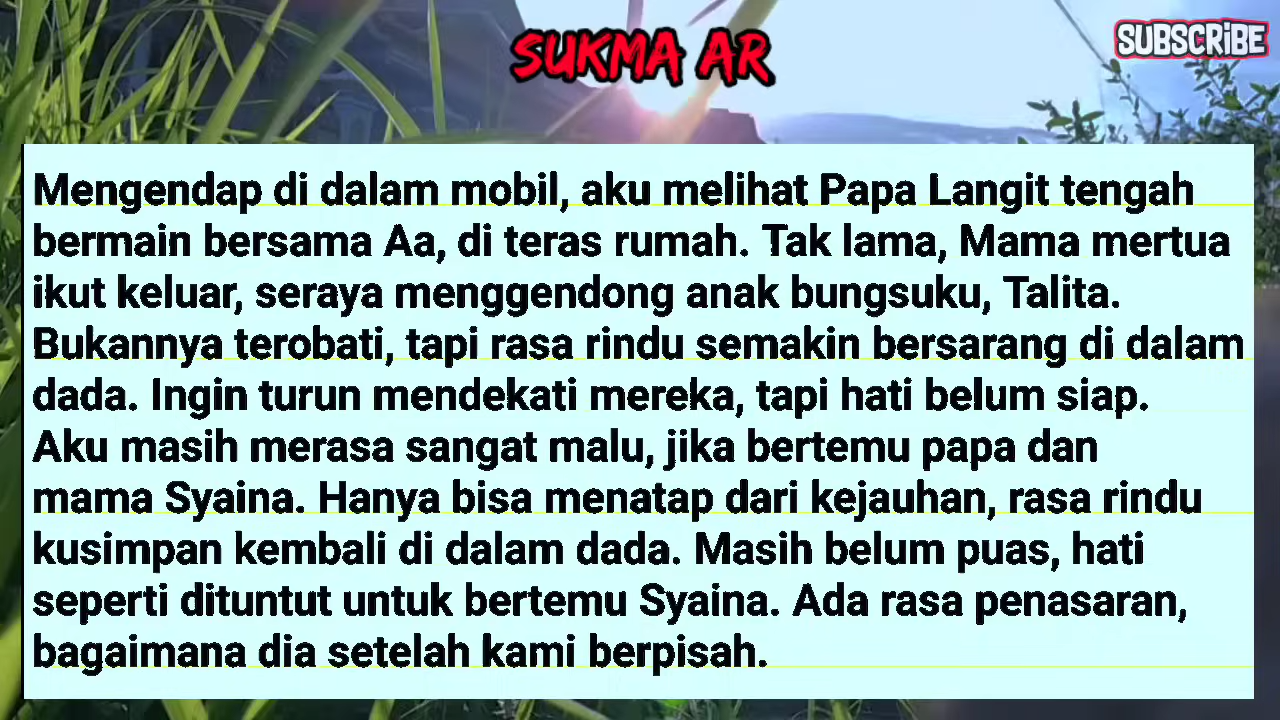 SUKMA AR
SUBSCRiBE
Mengendap di dalam mobil, aku melihat Papa Langit tengah
bermain bersama Aa, di teras rumah. Tak lama, Mama mertua
ikut keluar, seraya menggendong anak bungsuku, Talita.
Bukannya terobati, tapi rasa rindu semakin bersarang di dalam
dada. Ingin turun mendekati mereka, tapi hati belum siap.
Aku masih merasa sangat malu, jika bertemu papa dan
mama Syaina. Hanya bisa menatap dari kejauhan, rasa rindu
kusimpan kembali di dalam dada. Masih belum puas, hati
seperti dituntut untuk bertemu Syaina. Ada rasa penasaran,
bagaimana dia setelah kami berpisah.